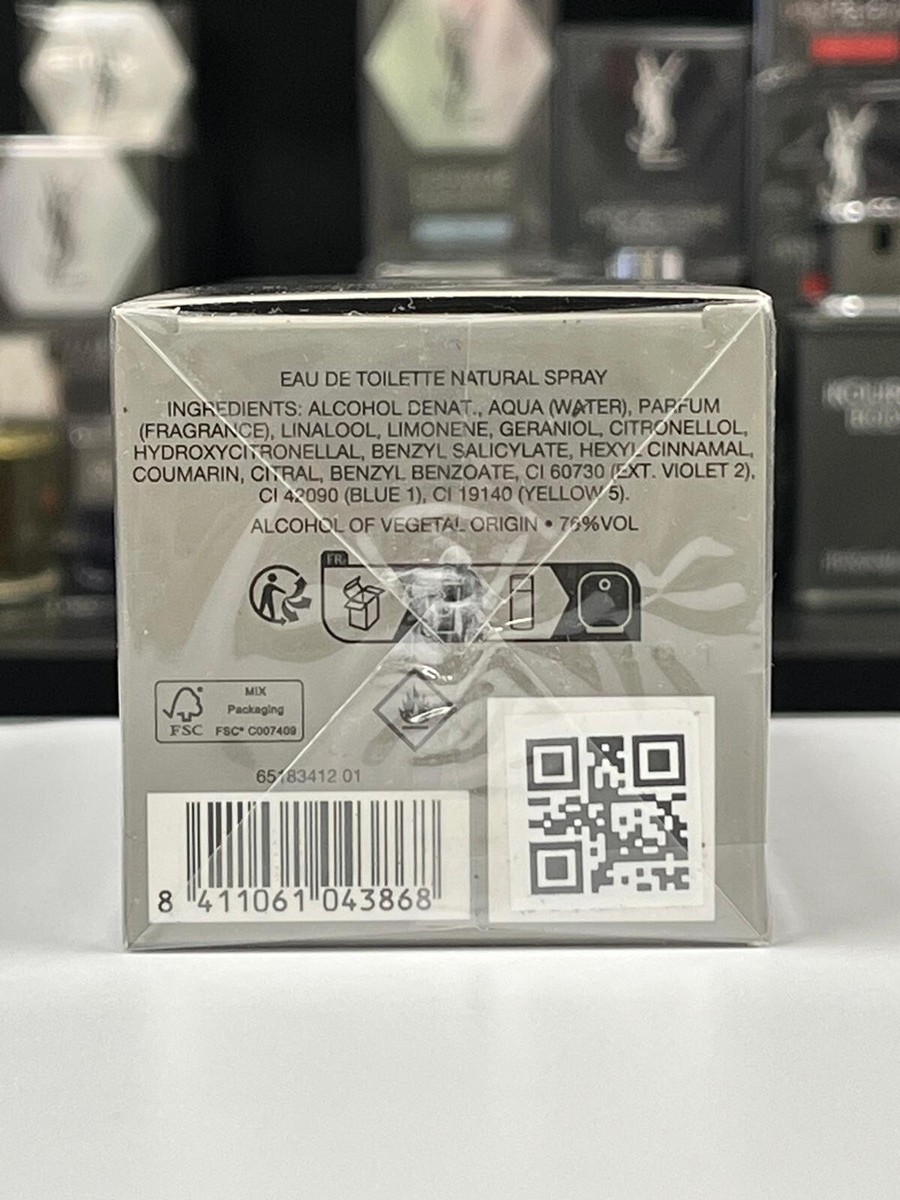 EAU DE TOILETTE NATURAL SPRAY
INGREDIENTS: ALCOHOL DENAT., AQUA (WATER), PARFUM
(FRAGRANCE), LINALOOL, LIMONENE, GERANIOL, CITRONELLOL,
HYDROXYCITRONELLAL, BENZYL SALICYLATE, HEXYL CINNAMAL,
COUMARIN, CITRAL, BENZYL BENZOATE, CI 60730 (EXT. VIOLET 2),
CI 42090 (BLUE 1), CI 19140 (YELLOW 5).
ALCOHOL OF VEGETAL ORIGIN • 76%VOL
FR
MIX
Packaging
FSC
FSC® C007409
65183412 01
8 411061 043868